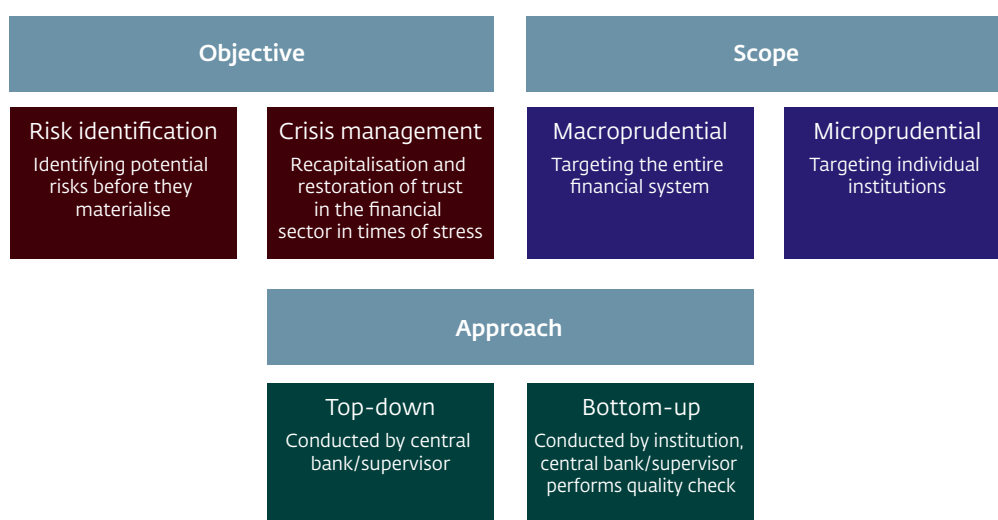 Objective
Scope
Risk identification
Identifying potential
risks before they
materialise
Crisis management
Recapitalisation and
restoration of trust
in the financial
sector in times of stress
Macroprudential
Targeting the entire
financial system
Microprudential
Targeting individual
institutions
Approach
Top-down
Conducted by central
bank/supervisor
Bottom-up
Conducted by institution,
central bank/supervisor
performs quality check